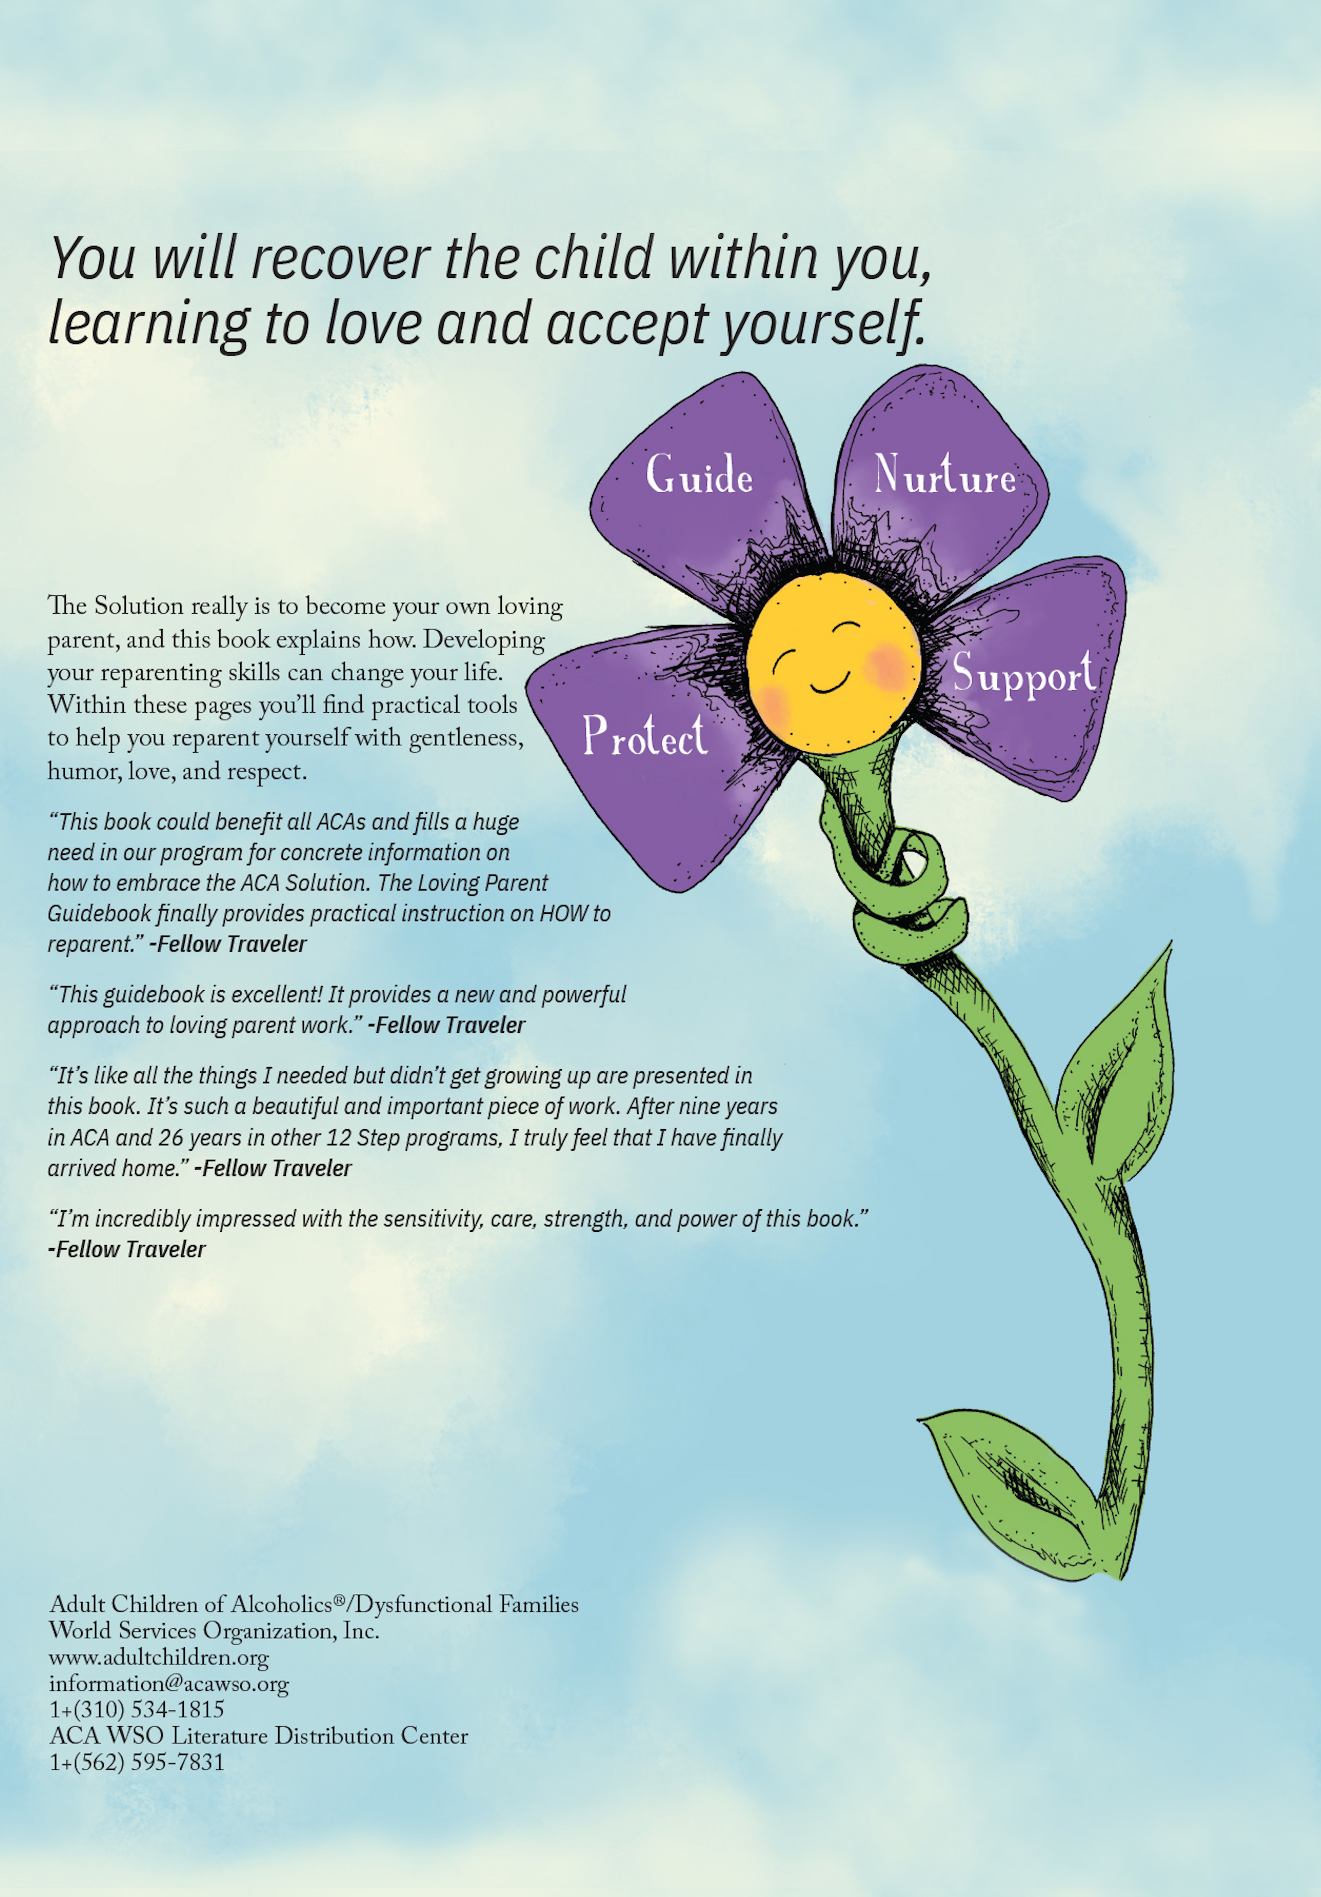 You will recover the child within you,
learning to love and accept yourself.
Guide
Nurture
Support
Protect
The Solution really is to become your own loving
parent, and this book explains how. Developing
your reparenting skills can change your life.
Within these pages you’ll find practical tools
to help you reparent yourself with gentleness,
humor, love, and respect.
“This book could benefit all ACAs and fills a huge
need in our program for concrete information on
how to embrace the ACA Solution. The Loving Parent
Guidebook finally provides practical instruction on HOW to
reparent.” -Fellow Traveler
“This guidebook is excellent! It provides a new and powerful
approach to loving parent work.” -Fellow Traveler
“It’s like all the things I needed but didn’t get growing up are presented in
this book. It’s such a beautiful and important piece of work. After nine years
in ACA and 26 years in other 12 Step programs, I truly feel that I have finally
arrived home.” -Fellow Traveler
“I’m incredibly impressed with the sensitivity, care, strength, and power of this book.”
-Fellow Traveler
Adult Children of Alcoholics®/Dysfunctional Families
World Services Organization, Inc.
www.adultchildren.org
information@acawso.org
1+(310) 534-1815
ACA WSO Literature Distribution Center
1+(562) 595-7831